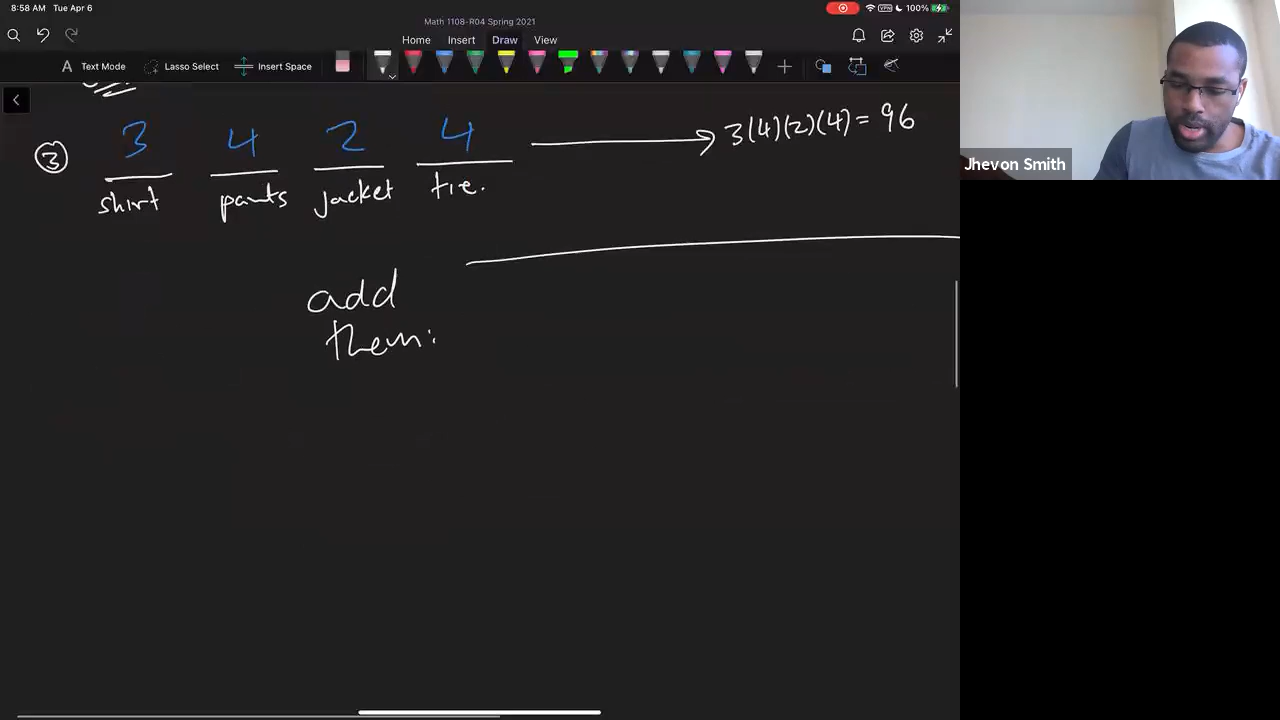 8:58 AM Tue Apr 6
VPN 100%
Math 1108-R04 Spring 2021
Home Insert Draw View
A Text Mode Lasso Select Insert Space
③ 3 4 2 4 → 3(4)(2)(4) = 96
shirt pants jacket tie.
add
them:
Jhevon Smith